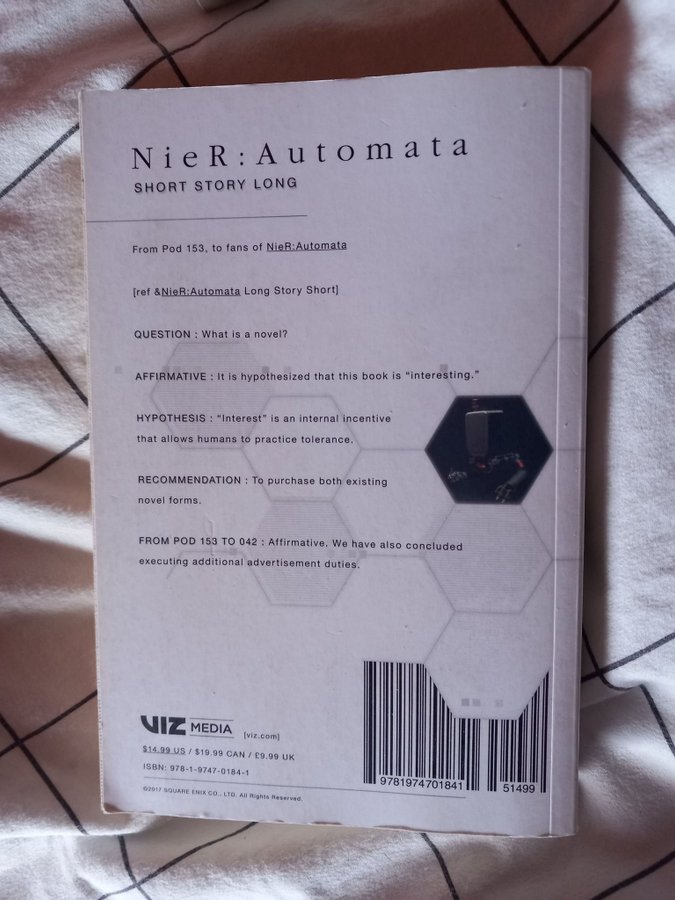 NieR:Automata
SHORT STORY LONG
From Pod 153, to fans of NieR:Automata
[ref &NieR:Automata Long Story Short]
QUESTION : What is a novel?
AFFIRMATIVE : It is hypothesized that this book is “interesting.”
HYPOTHESIS : “Interest” is an internal incentive
that allows humans to practice tolerance.
RECOMMENDATION : To purchase both existing
novel forms.
FROM POD 153 TO 042 : Affirmative. We have also concluded
executing additional advertisement duties.
VIZ MEDIA [viz.com]
$14.99 US / $19.99 CAN / £9.99 UK
ISBN: 978-1-9747-0184-1
©2017 SQUARE ENIX CO., LTD. All Rights Reserved.
9781974701841
51499